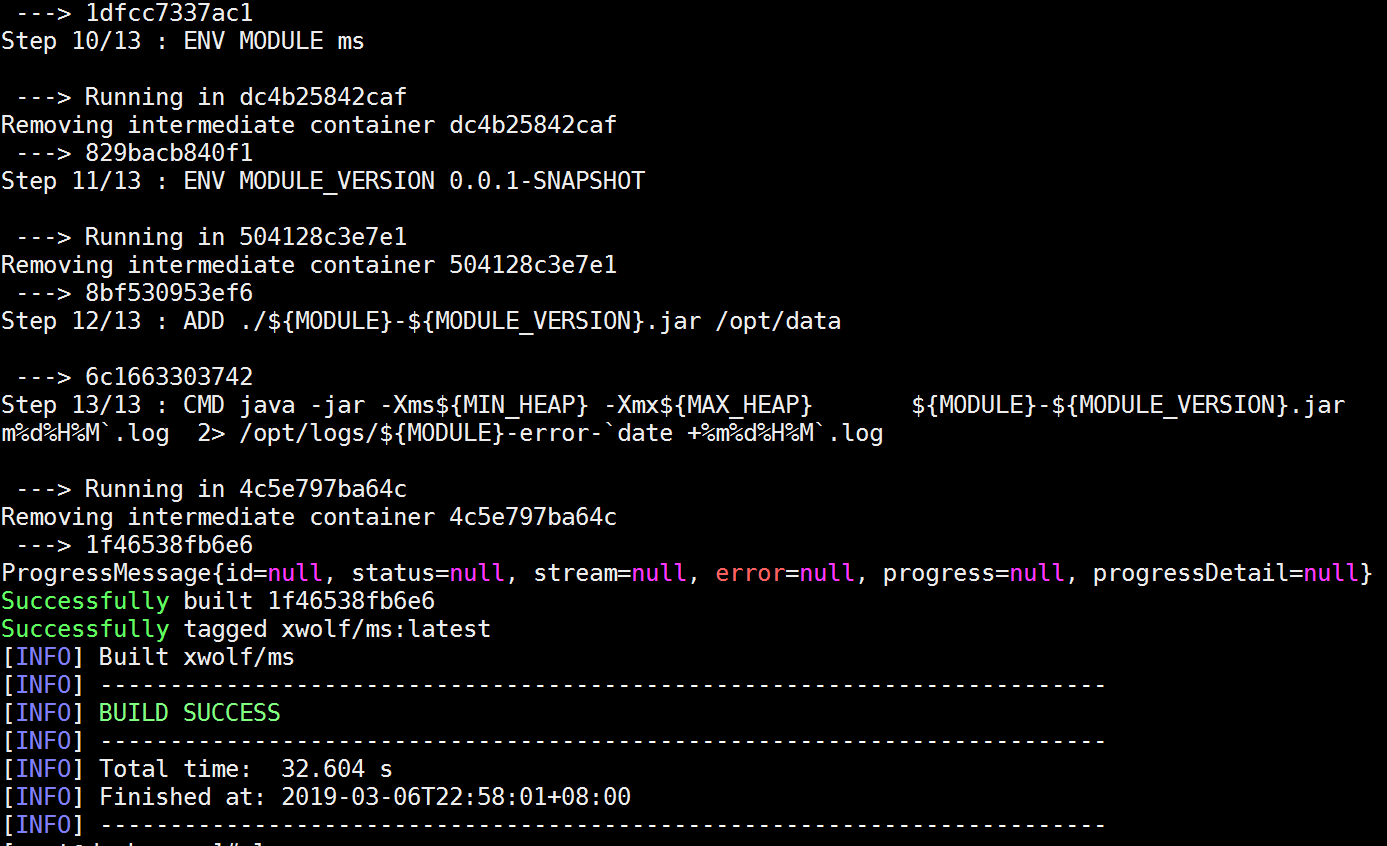 ---> 1dfcc7337ac1
Step 10/13 : ENV MODULE ms
---> Running in dc4b25842caf
Removing intermediate container dc4b25842caf
---> 829bacb840f1
Step 11/13 : ENV MODULE_VERSION 0.0.1-SNAPSHOT
---> Running in 504128c3e7e1
Removing intermediate container 504128c3e7e1
---> 8bf530953ef6
Step 12/13 : ADD ./${MODULE}-${MODULE_VERSION}.jar /opt/data
---> 6c1663303742
Step 13/13 : CMD java -jar -Xms${MIN_HEAP} -Xmx${MAX_HEAP}       ${MODULE}-${MODULE_VERSION}.jar
m%d%H%M`.log  2> /opt/logs/${MODULE}-error-`date +%m%d%H%M`.log
---> Running in 4c5e797ba64c
Removing intermediate container 4c5e797ba64c
---> 1f46538fb6e6
ProgressMessage{id=null, status=null, stream=null, error=null, progress=null, progressDetail=null}
Successfully built 1f46538fb6e6
Successfully tagged xwolf/ms:latest
[INFO] Built xwolf/ms
[INFO] ------------------------------------------------------------------------
[INFO] BUILD SUCCESS
[INFO] ------------------------------------------------------------------------
[INFO] Total time:  32.604 s
[INFO] Finished at: 2019-03-06T22:58:01+08:00
[INFO] ------------------------------------------------------------------------